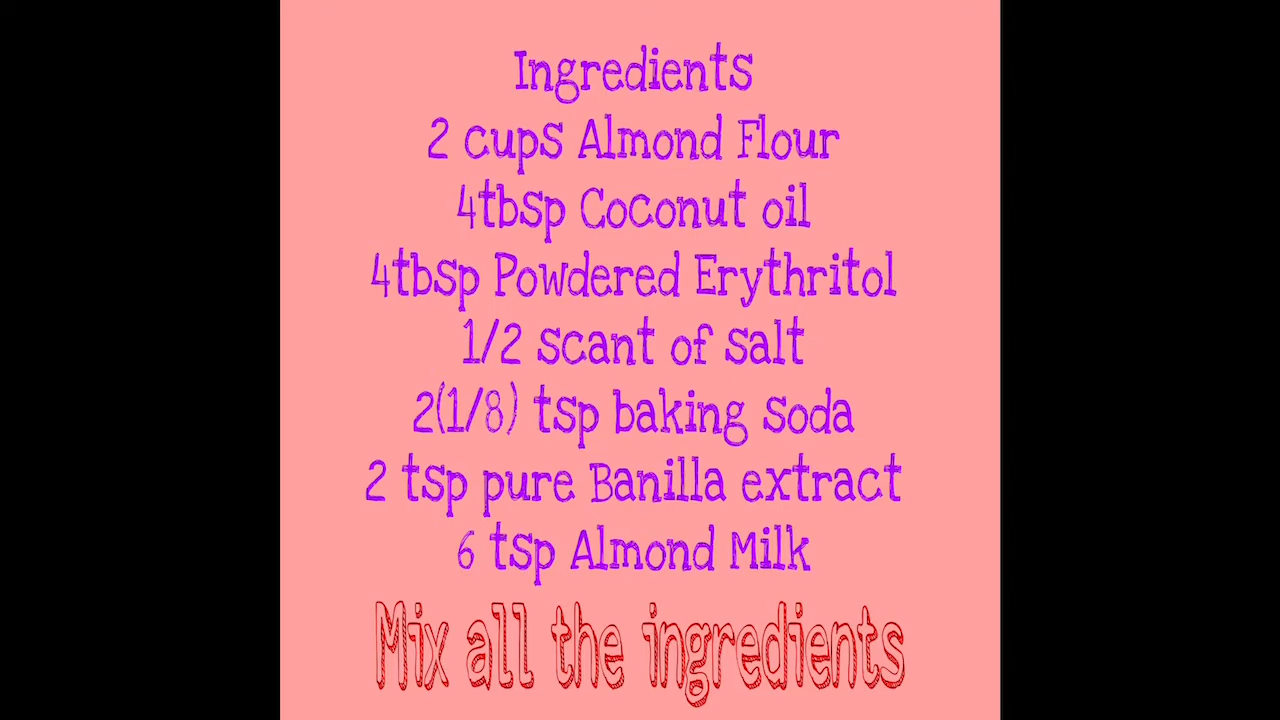 Ingredients
2 cups Almond Flour
4tbsp Coconut oil
4tbsp Powdered Erythritol
1/2 scant of salt
2(1/8) tsp baking soda
2 tsp pure Banilla extract
6 tsp Almond Milk
Mix all the ingredients